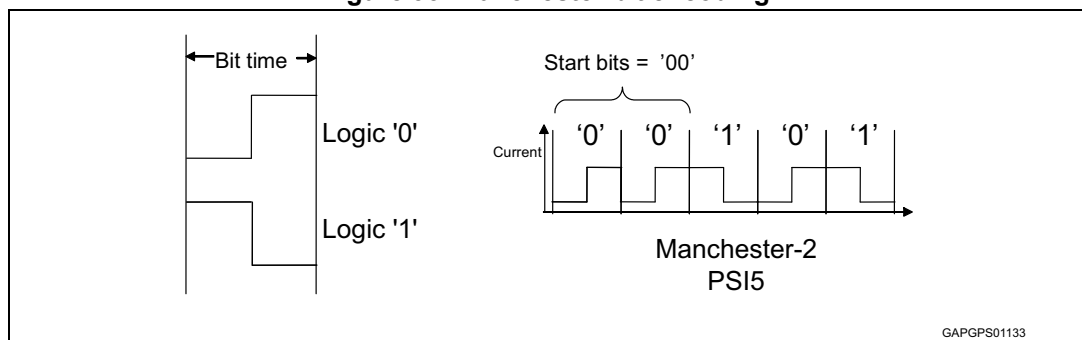 Bit time
Logic '0'
Logic '1'
Start bits = '00'
Current
'0' '0' '1' '0' '1'
Manchester-2
PSI5
GAPGPS01133